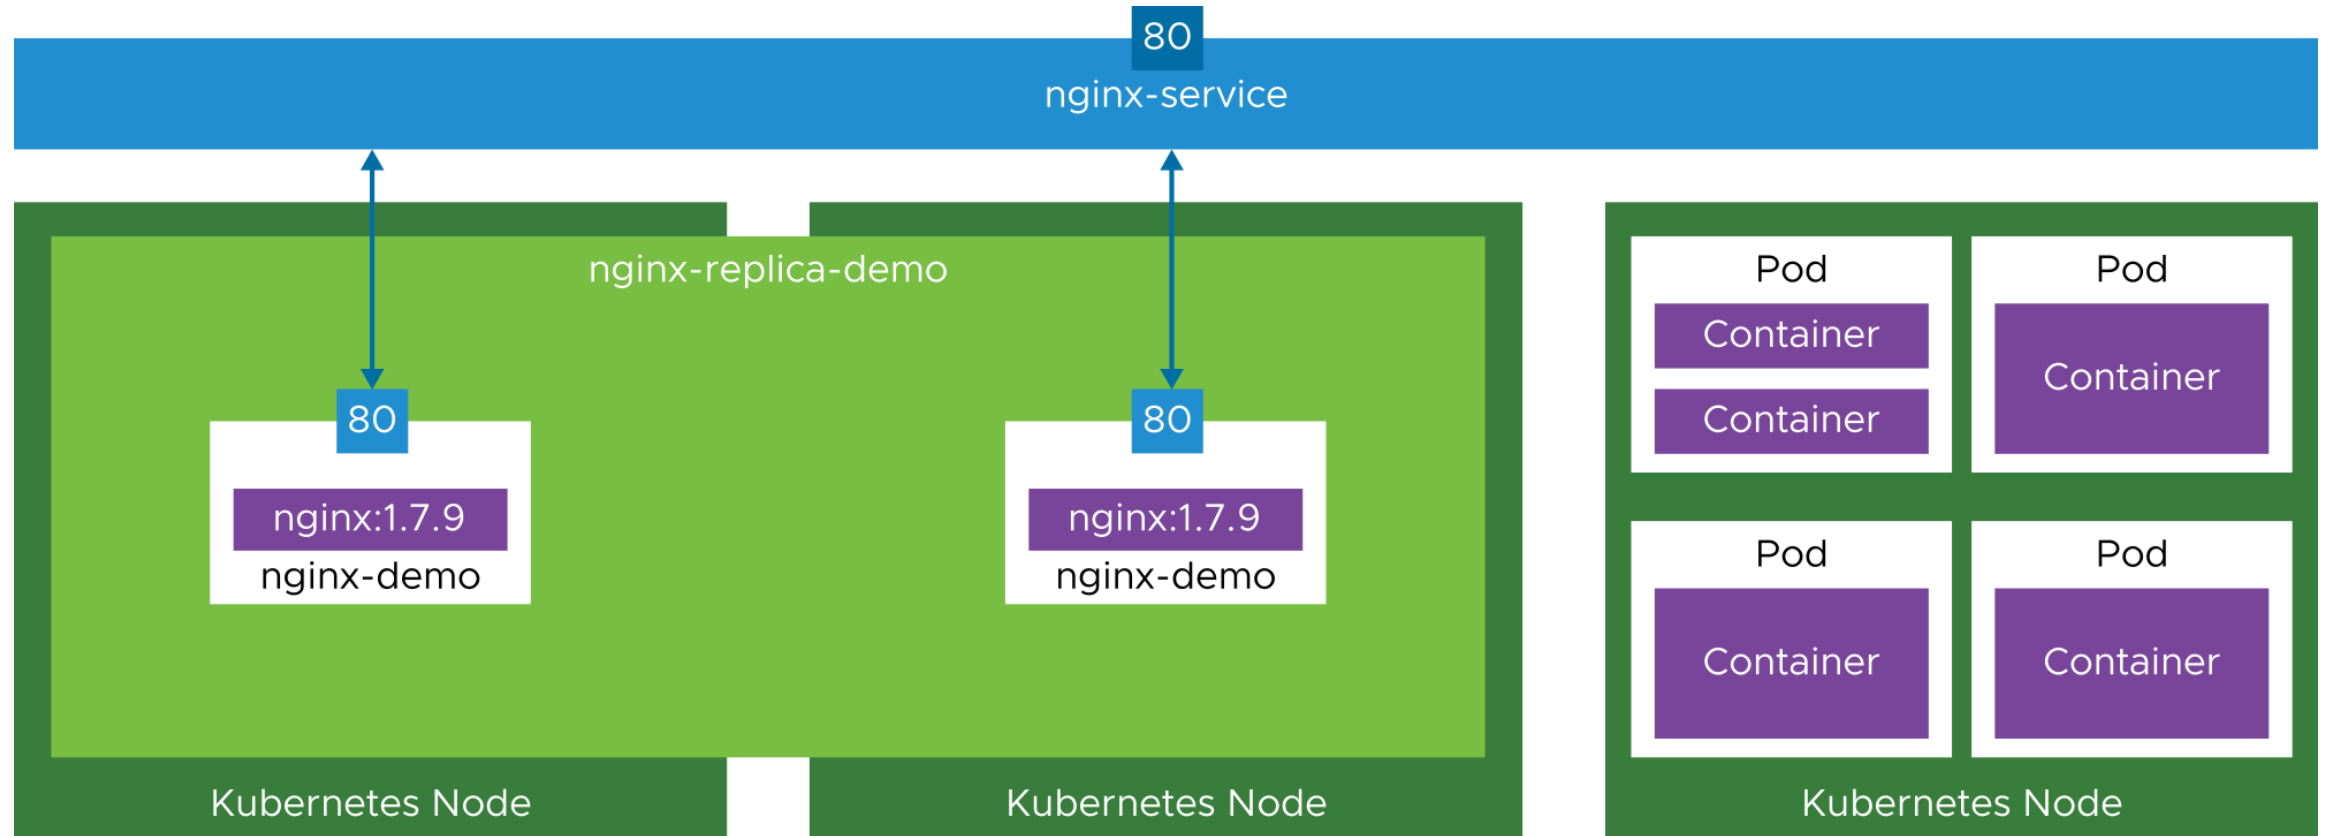 80
nginx-service
nginx-replica-demo
80
nginx:1.7.9
nginx-demo
Kubernetes Node
80
nginx:1.7.9
nginx-demo
Kubernetes Node
Pod
Container
Container
Pod
Container
Pod
Container
Pod
Container
Kubernetes Node